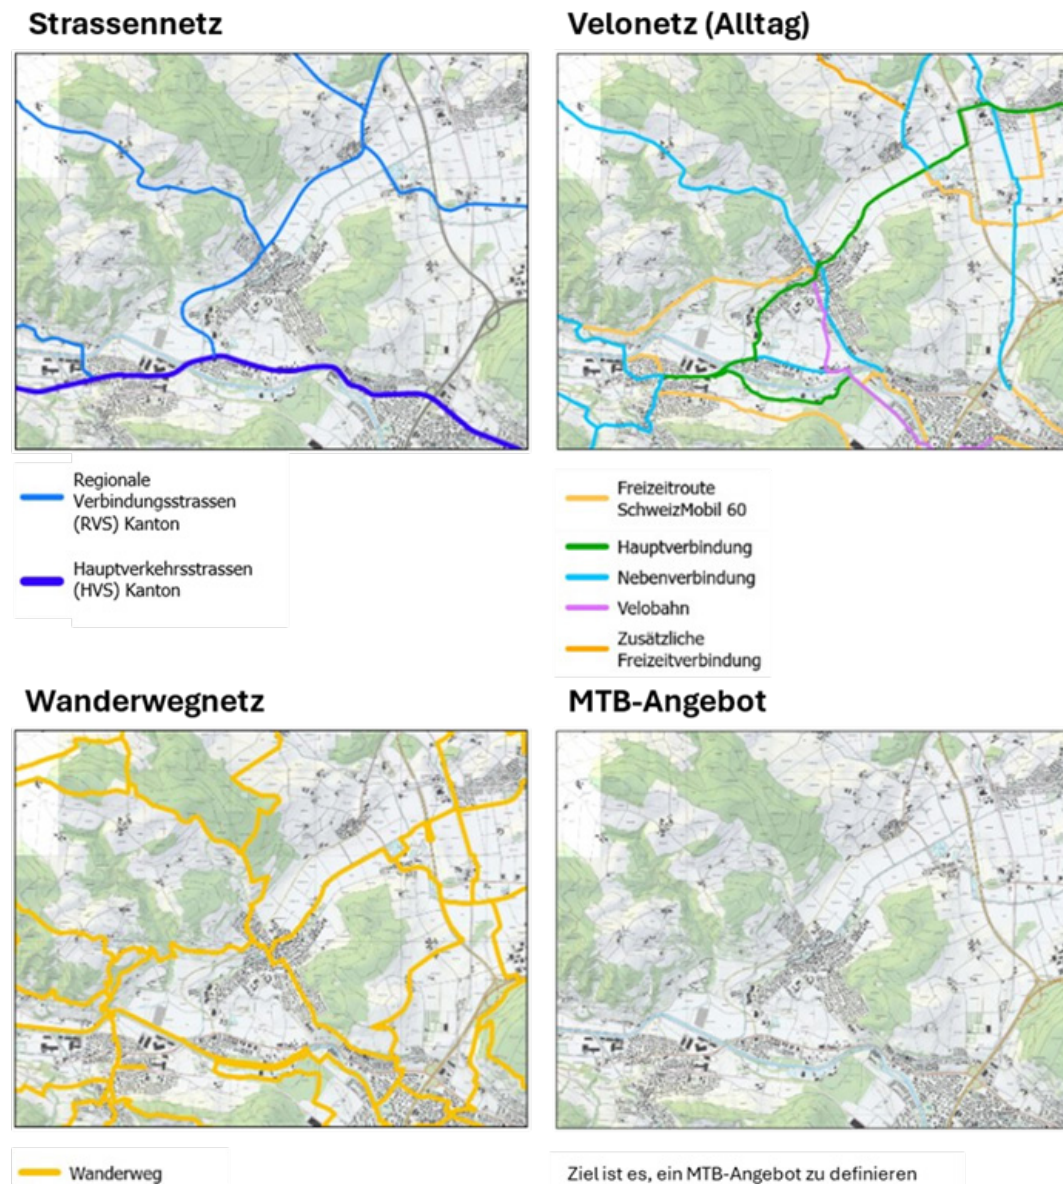 Strassennetz
Velonetz (Alltag)
Regionale
Verbindungsstrassen
(RVS) Kanton
Hauptverkehrsstrassen
(HVS) Kanton
Freizeitroute
SchweizMobil 60
Hauptverbindung
Nebenverbindung
Velobahn
Zusätzliche
Freizeitverbindung
Wanderwegnetz
MTB-Angebot
Wanderweg
Ziel ist es, ein MTB-Angebot zu definieren